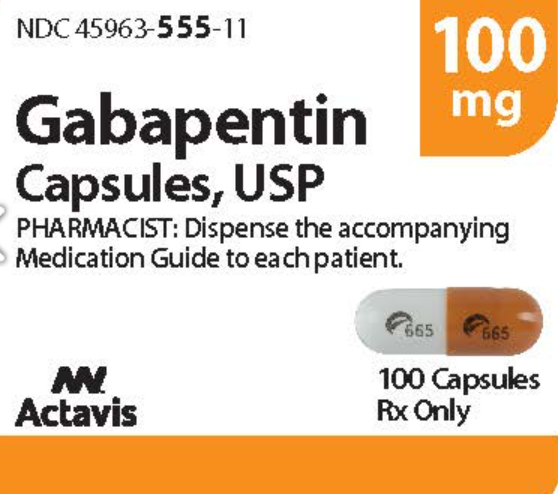 NDC 45963-555-11
100
mg
Gabapentin
Capsules, USP
PHARMACIST: Dispense the accompanying
Medication Guide to each patient.
665 665
100 Capsules
Rx Only
Actavis